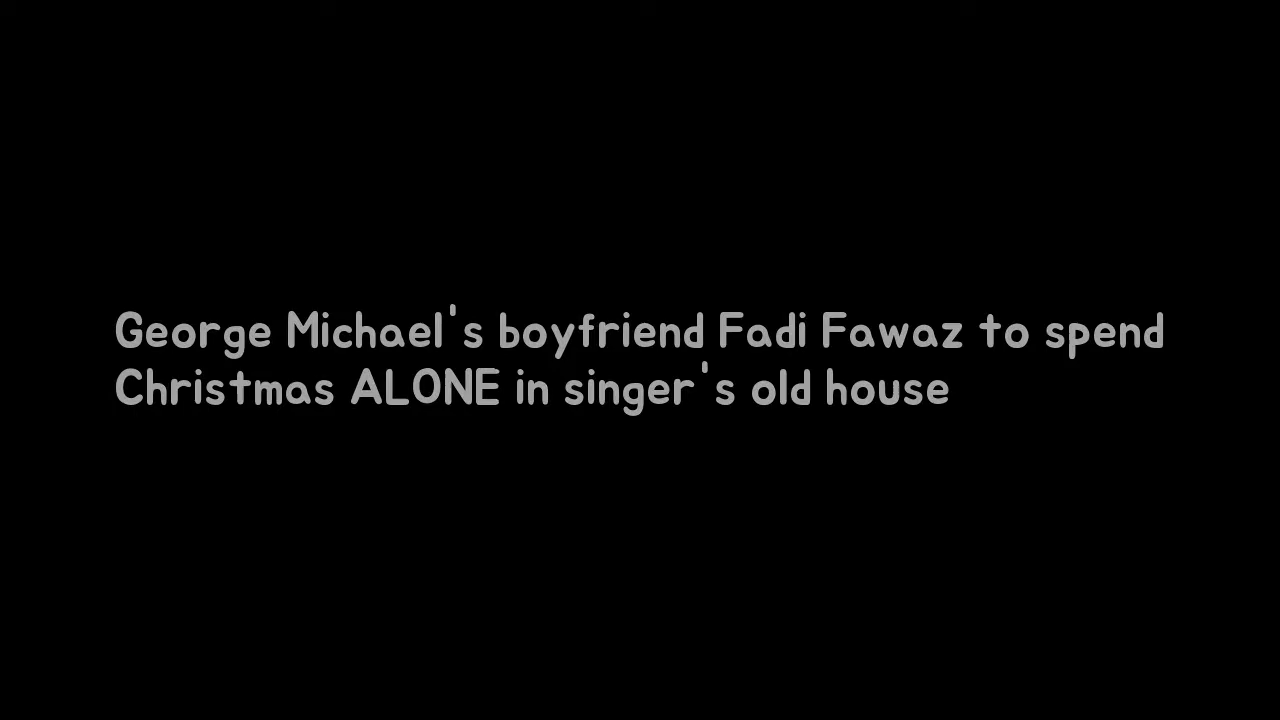 George Michael's boyfriend Fadi Fawaz to spend
Christmas ALONE in singer's old house